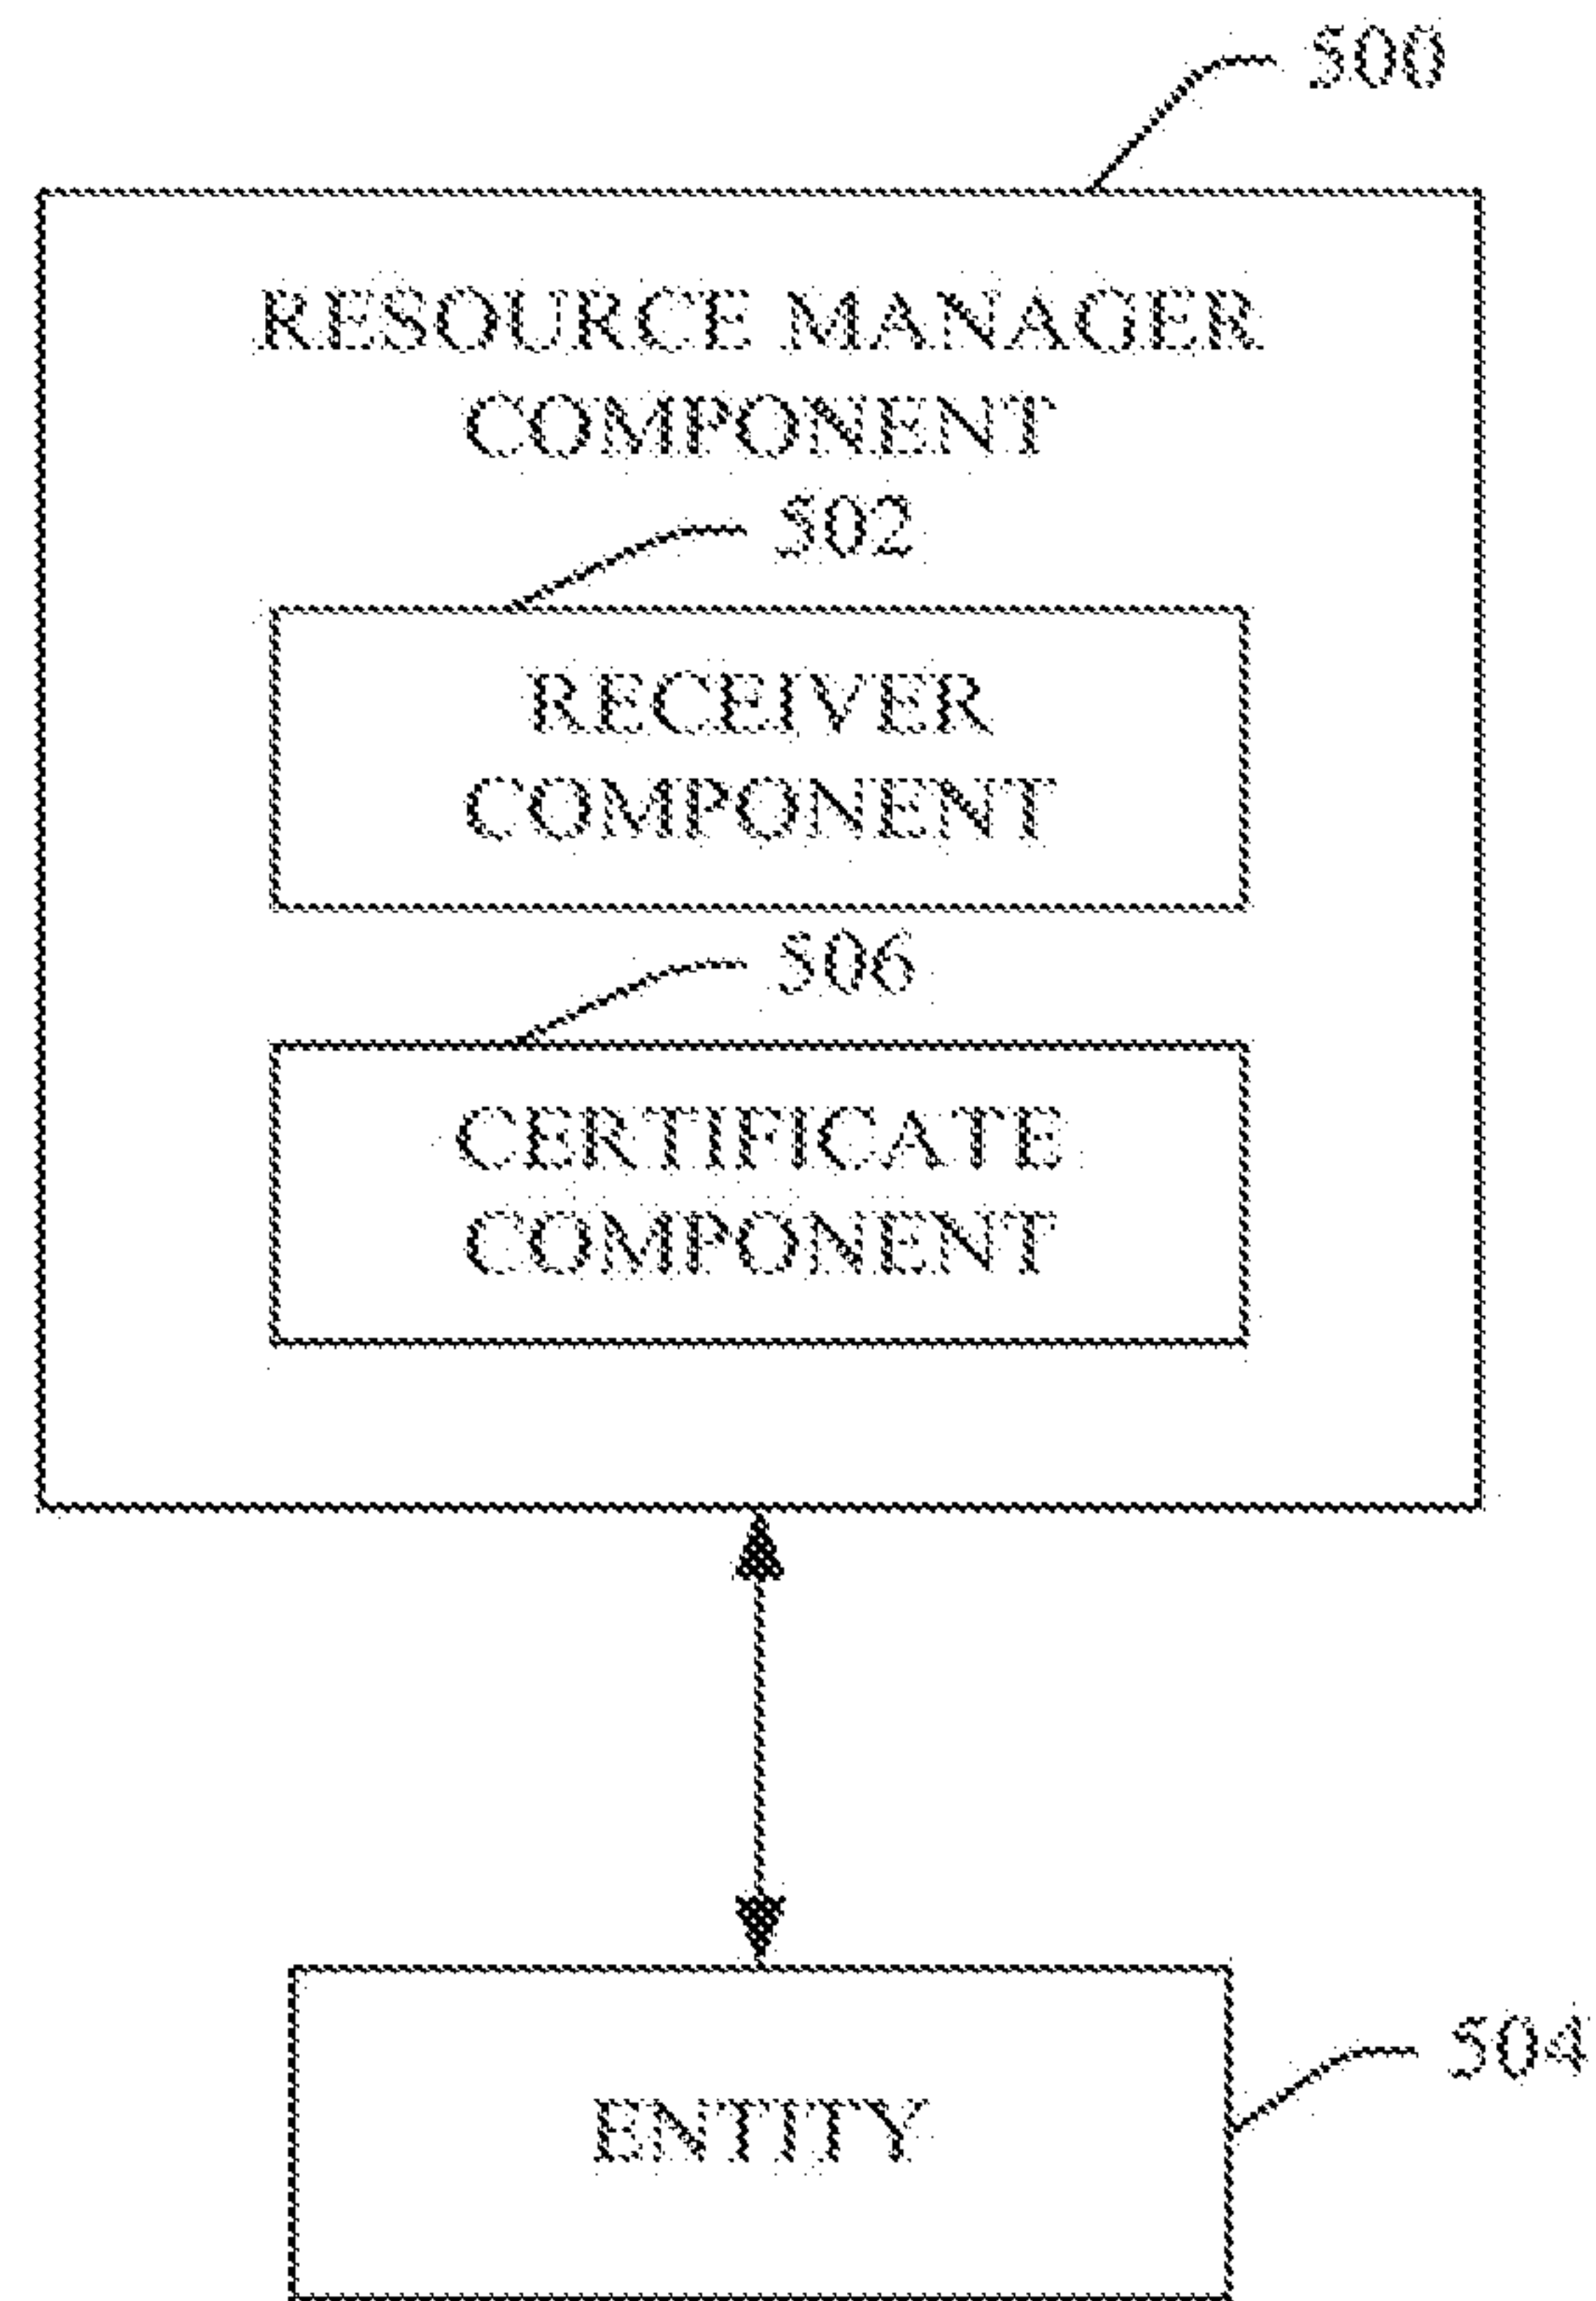 500
RESOURCE MANAGER
COMPONENT
502
RECEIVER
COMPONENT
506
CERTIFICATE
COMPONENT
504
ENTITY